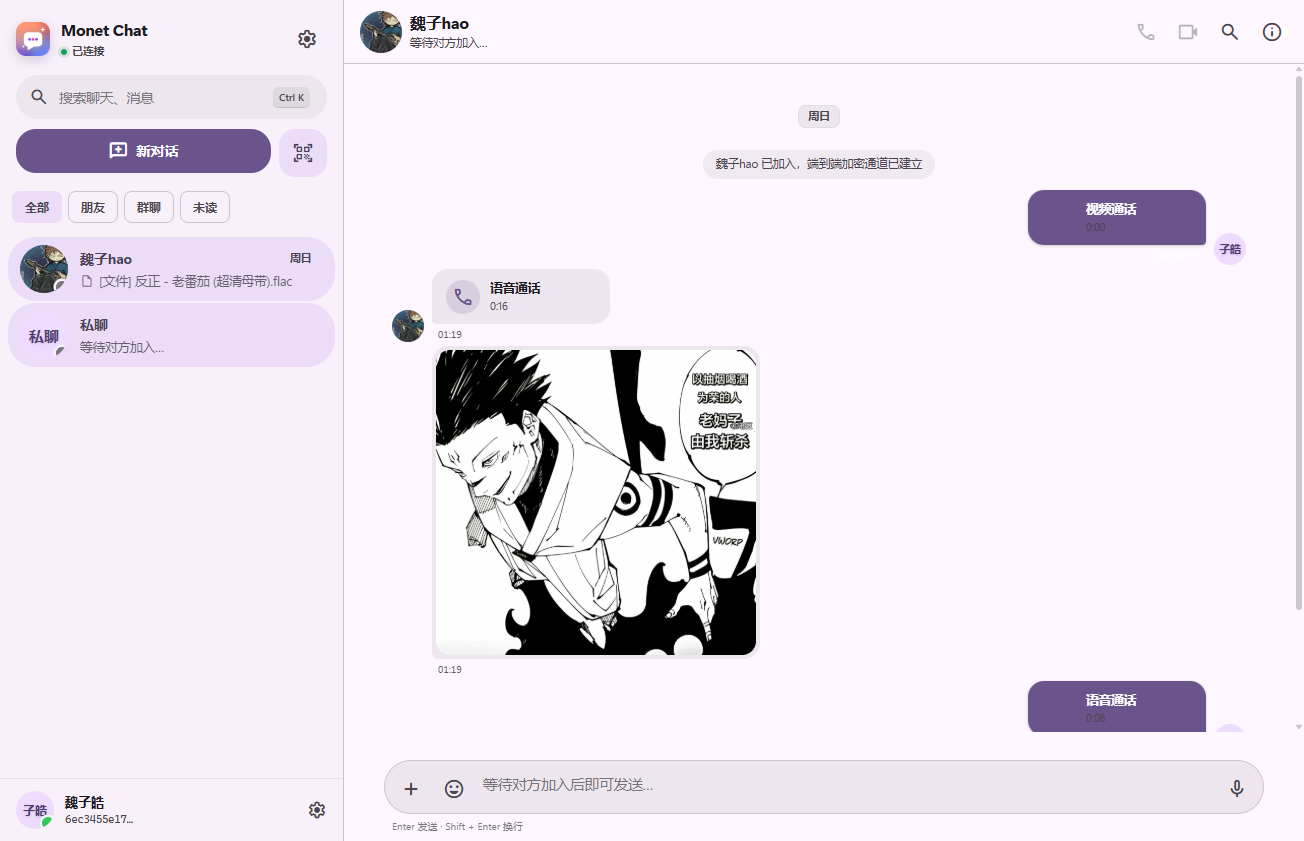 Monet Chat
已连接
搜索聊天、消息
Ctrl K
新对话
全部
朋友
群聊
未读
魏子hao
周日
[文件] 反正 - 老番茄 (超清母带).flac
私聊
私聊
等待对方加入...
子皓
魏子皓
6ec3455e17...
魏子hao
等待对方加入...
周日
魏子hao 已加入，端到端加密通道已建立
视频通话
0:00
子皓
语音通话
0:16
01:19
以抽烟喝酒
为荣的人
老妈子
由我斩杀
VWORP
01:19
语音通话
0:08
等待对方加入后即可发送...
Enter 发送 · Shift + Enter 换行